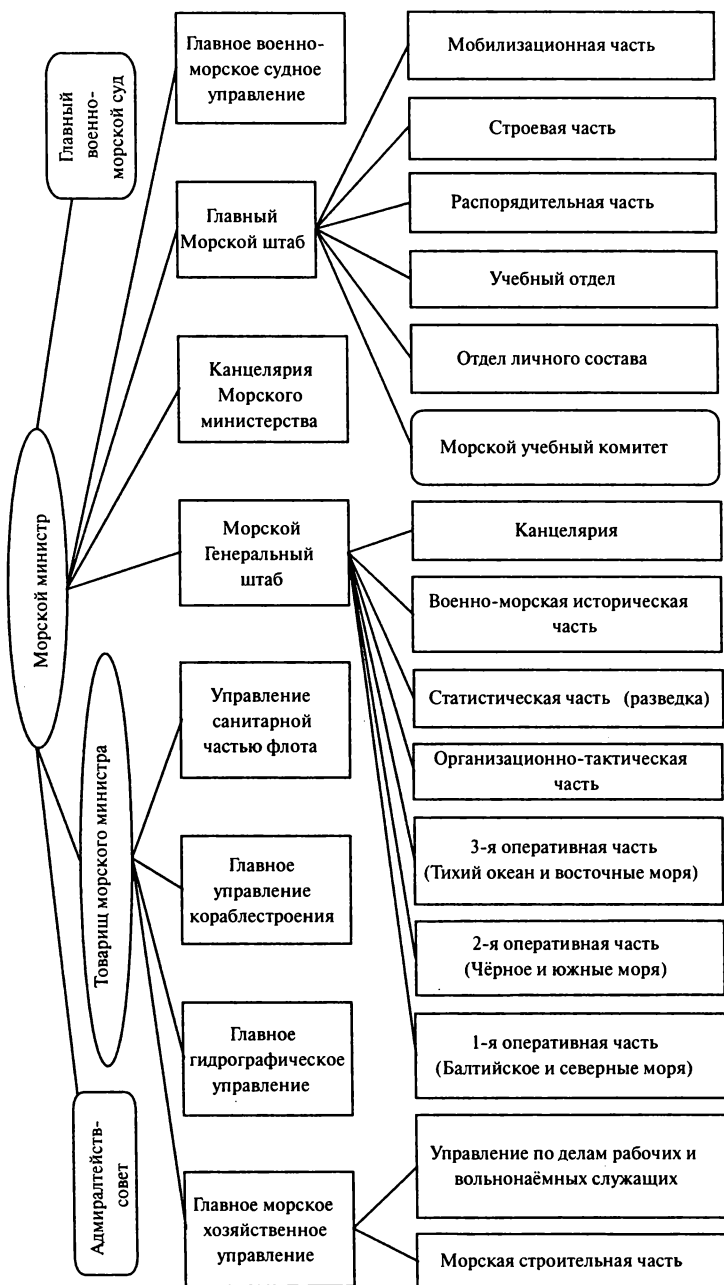 Главный
военно-
морской суд
Морской министр
Товарищ морского министра
Адмиралтейств-
совет
Главное военно-
морское судное
управление
Главный
Морской штаб
Канцелярия
Морского
министерства
Морской
Генеральный
штаб
Управление
санитарной
частью флота
Главное
управление
кораблестроения
Главное
гидрографическое
управление
Главное морское
хозяйственное
управление
Мобилизационная часть
Строевая часть
Распорядительная часть
Учебный отдел
Отдел личного состава
Морской учебный комитет
Канцелярия
Военно-морская историческая
часть
Статистическая часть (разведка)
Организационно-тактическая
часть
3-я оперативная часть
(Тихий океан и восточные моря)
2-я оперативная часть
(Чёрное и южные моря)
1-я оперативная часть
(Балтийское и северные моря)
Управление по делам рабочих и
вольнонаёмных служащих
Морская строительная часть